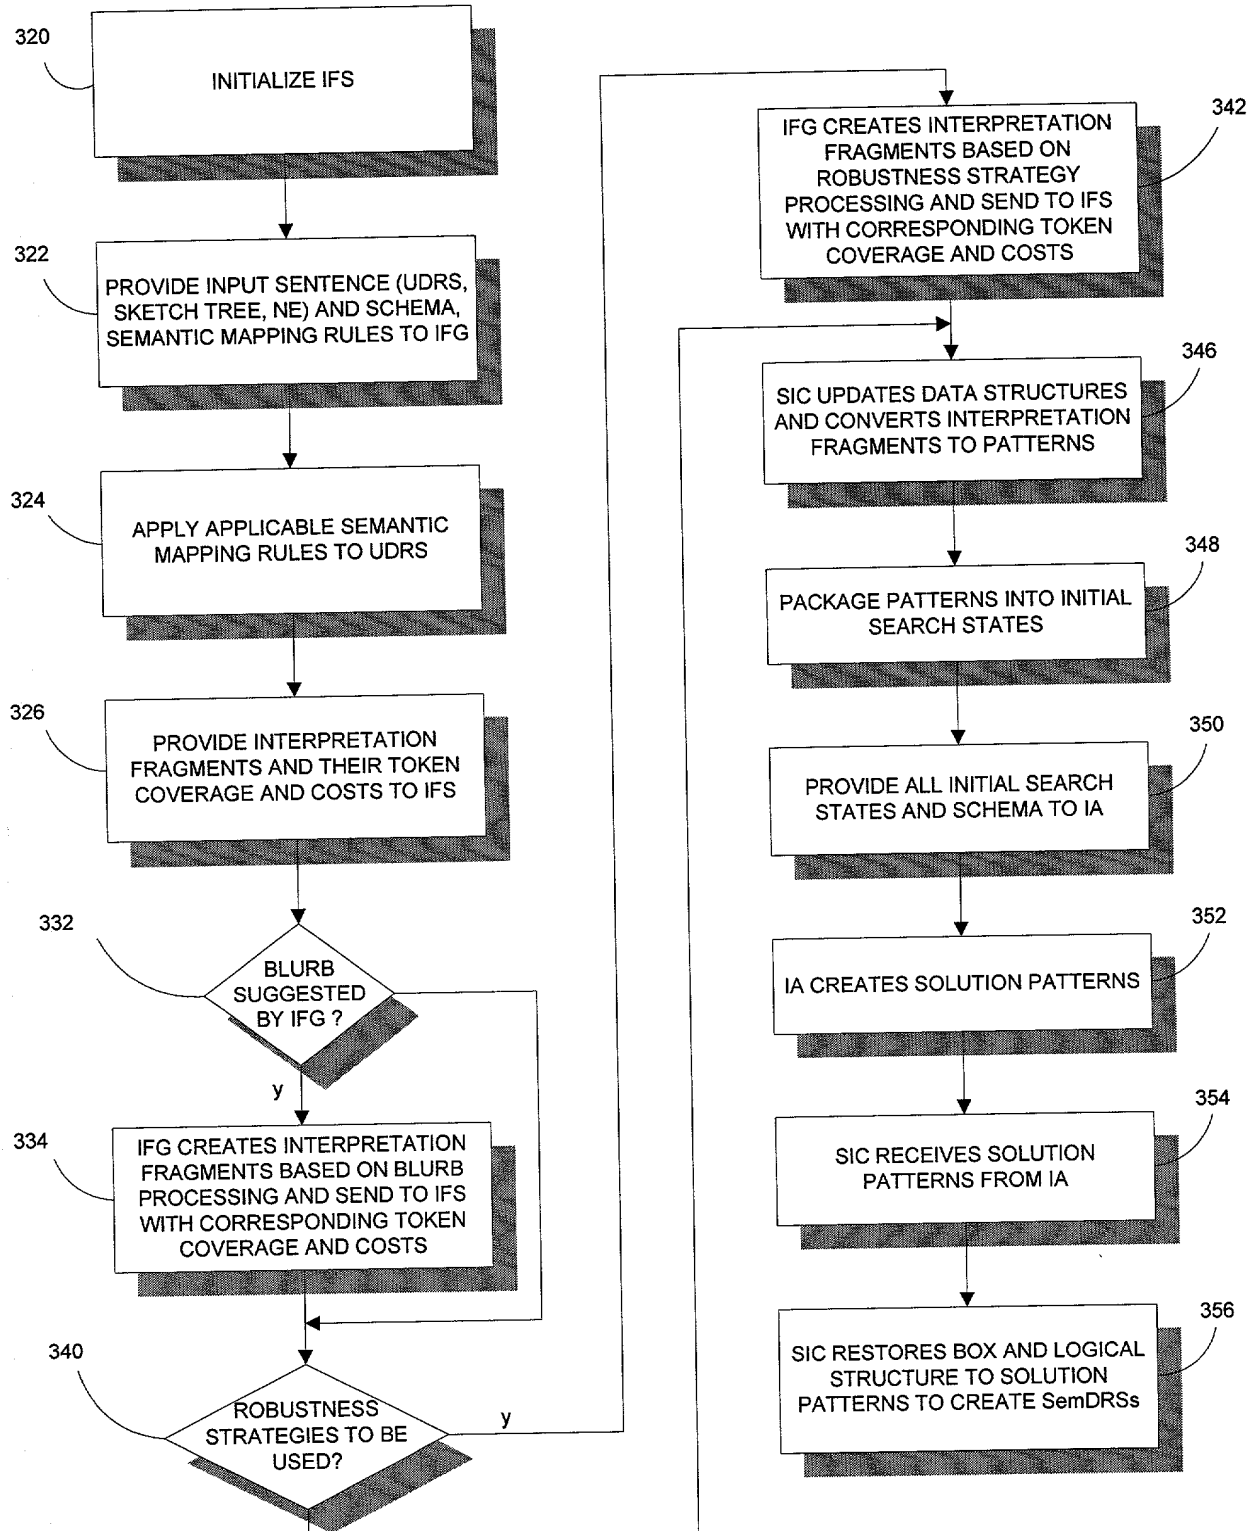 320
INITIALIZE IFS
322
PROVIDE INPUT SENTENCE (UDRS,
SKETCH TREE, NE) AND SCHEMA,
SEMANTIC MAPPING RULES TO IFG
324
APPLY APPLICABLE SEMANTIC
MAPPING RULES TO UDRS
326
PROVIDE INTERPRETATION
FRAGMENTS AND THEIR TOKEN
COVERAGE AND COSTS TO IFS
332
BLURB
SUGGESTED
BY IFG ?
y
334
IFG CREATES INTERPRETATION
FRAGMENTS BASED ON BLURB
PROCESSING AND SEND TO IFS
WITH CORRESPONDING TOKEN
COVERAGE AND COSTS
340
ROBUSTNESS
STRATEGIES TO BE
USED?
y
342
IFG CREATES INTERPRETATION
FRAGMENTS BASED ON
ROBUSTNESS STRATEGY
PROCESSING AND SEND TO IFS
WITH CORRESPONDING TOKEN
COVERAGE AND COSTS
346
SIC UPDATES DATA STRUCTURES
AND CONVERTS INTERPRETATION
FRAGMENTS TO PATTERNS
348
PACKAGE PATTERNS INTO INITIAL
SEARCH STATES
350
PROVIDE ALL INITIAL SEARCH
STATES AND SCHEMA TO IA
352
IA CREATES SOLUTION PATTERNS
354
SIC RECEIVES SOLUTION
PATTERNS FROM IA
356
SIC RESTORES BOX AND LOGICAL
STRUCTURE TO SOLUTION
PATTERNS TO CREATE SemDRSs